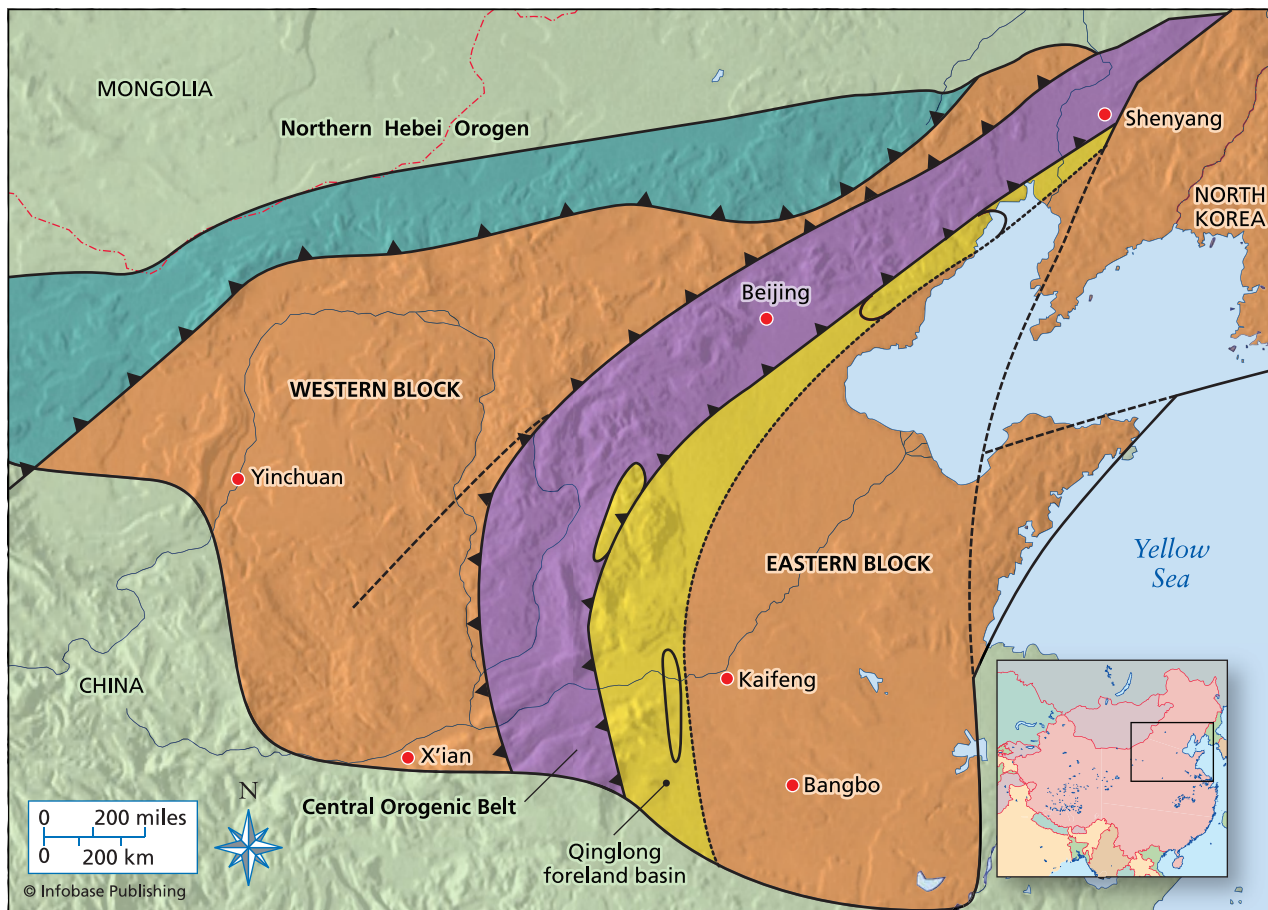 MONGOLIA
Northern Hebei Orogen
Shenyang
NORTH
KOREA
Beijing
WESTERN BLOCK
Yinchuan
EASTERN BLOCK
Yellow
Sea
CHINA
Kaifeng
X'ian
Bangbo
Central Orogenic Belt
Qinglong
foreland basin
N
0 200 miles
0 200 km
© Infobase Publishing